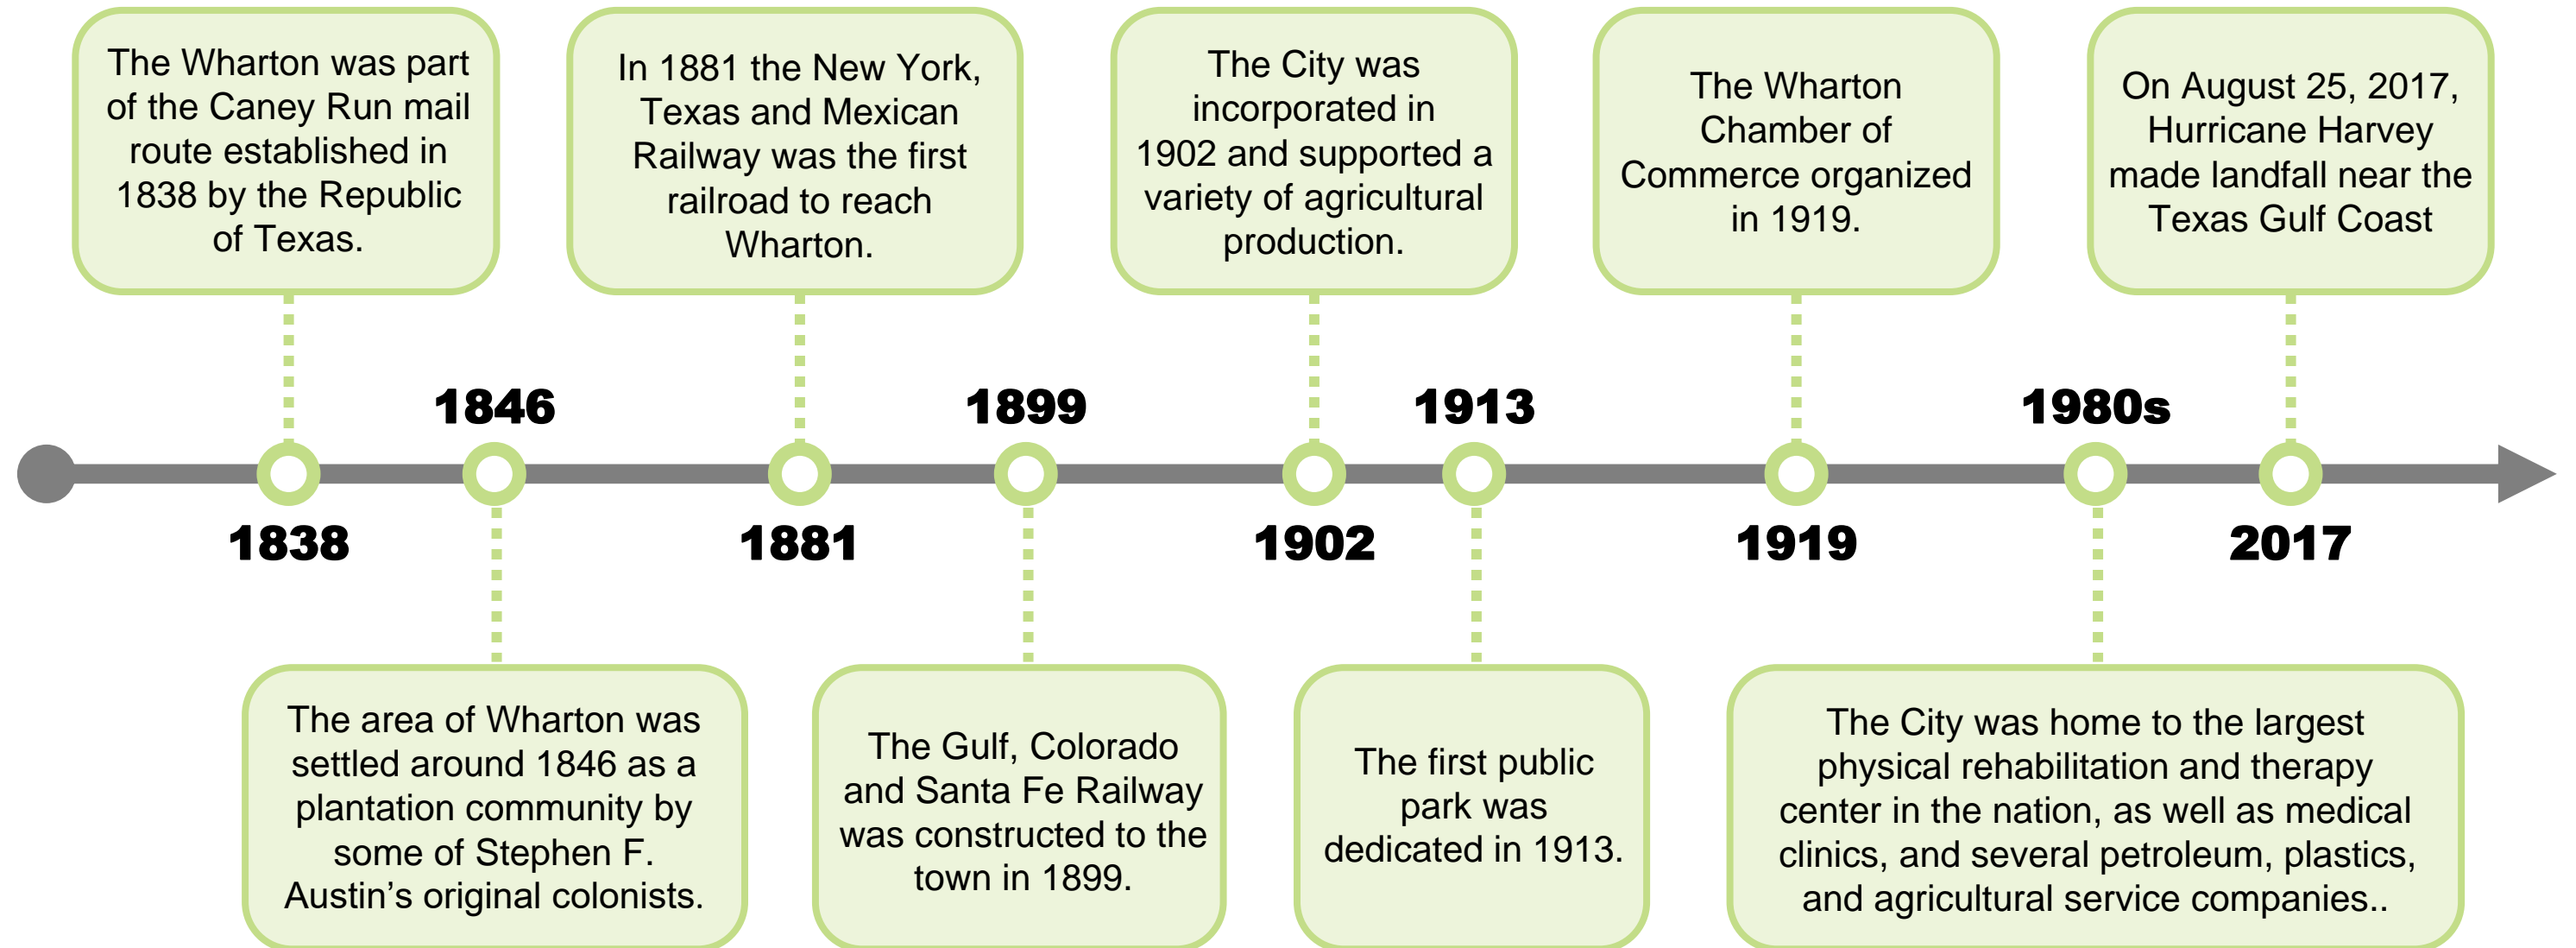 The Wharton was part
of the Caney Run mail
route established in
1838 by the Republic
of Texas.
In 1881 the New York,
Texas and Mexican
Railway was the first
railroad to reach
Wharton.
The City was
incorporated in
1902 and supported a
variety of agricultural
production.
The Wharton
Chamber of
Commerce organized
in 1919.
On August 25, 2017,
Hurricane Harvey
made landfall near the
Texas Gulf Coast
1846
1899
1913
1980s
1838
1881
1902
1919
2017
The area of Wharton was
settled around 1846 as a
plantation community by
some of Stephen F.
Austin’s original colonists.
The Gulf, Colorado
and Santa Fe Railway
was constructed to the
town in 1899.
The first public
park was
dedicated in 1913.
The City was home to the largest
physical rehabilitation and therapy
center in the nation, as well as medical
clinics, and several petroleum, plastics,
and agricultural service companies..